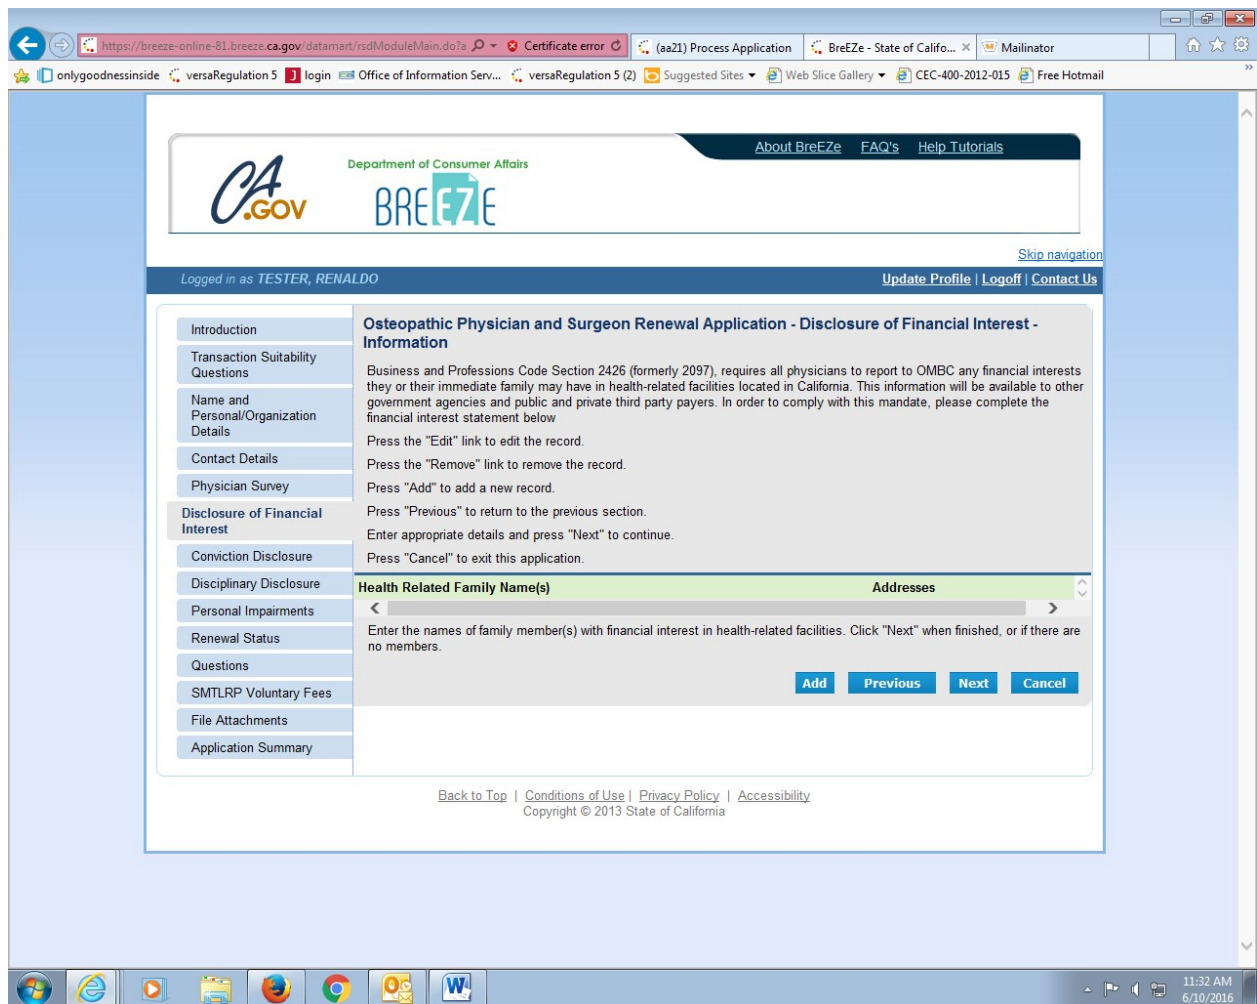 https://breeze-online-81.breeze.ca.gov/datamart/rsdModuleMain.do?a
Certificate error
(aa21) Process Application
BreEZe - State of Califo...
Mailinator
onlygoodnessinside
versaRegulation 5
login
Office of Information Serv...
versaRegulation 5 (2)
Suggested Sites
Web Slice Gallery
CEC-400-2012-015
Free Hotmail
CA.GOV
Department of Consumer Affairs
BREEZE
About BreEZe FAQ's Help Tutorials
Skip navigation
Logged in as TESTER, RENALDO
Update Profile | Logoff | Contact Us
Introduction
Transaction Suitability
Questions
Name and
Personal/Organization
Details
Contact Details
Physician Survey
Disclosure of Financial
Interest
Conviction Disclosure
Disciplinary Disclosure
Personal Impairments
Renewal Status
Questions
SMTLRP Voluntary Fees
File Attachments
Application Summary
Osteopathic Physician and Surgeon Renewal Application - Disclosure of Financial Interest -
Information
Business and Professions Code Section 2426 (formerly 2097), requires all physicians to report to OMBC any financial interests
they or their immediate family may have in health-related facilities located in California. This information will be available to other
government agencies and public and private third party payers. In order to comply with this mandate, please complete the
financial interest statement below
Press the "Edit" link to edit the record.
Press the "Remove" link to remove the record.
Press "Add" to add a new record.
Press "Previous" to return to the previous section.
Enter appropriate details and press "Next" to continue.
Press "Cancel" to exit this application.
Health Related Family Name(s) Addresses
Enter the names of family member(s) with financial interest in health-related facilities. Click "Next" when finished, or if there are
no members.
Add Previous Next Cancel
Back to Top | Conditions of Use | Privacy Policy | Accessibility
Copyright © 2013 State of California
11:32 AM
6/10/2016